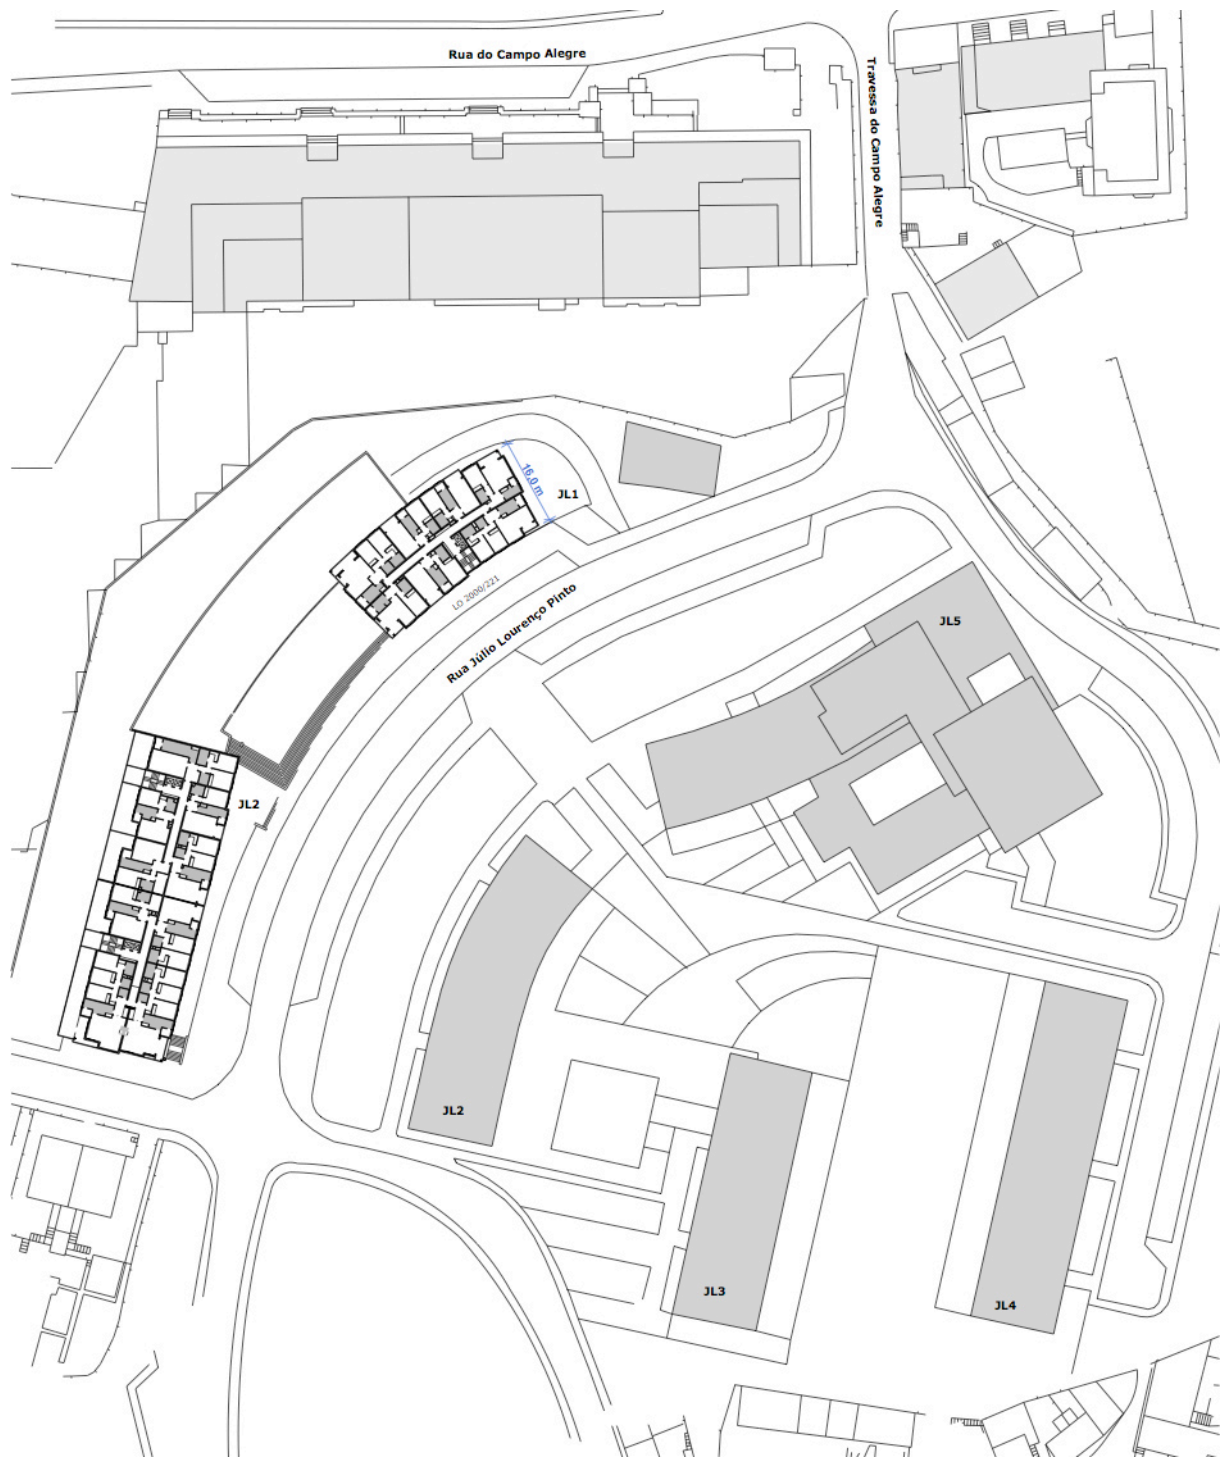 Rua do Campo Alegre
Travessa do Campo Alegre
16,0 m
JL1
LO 2000/221
Rua Júlio Lourenço Pinto
JL5
JL2
JL2
JL3
JL4